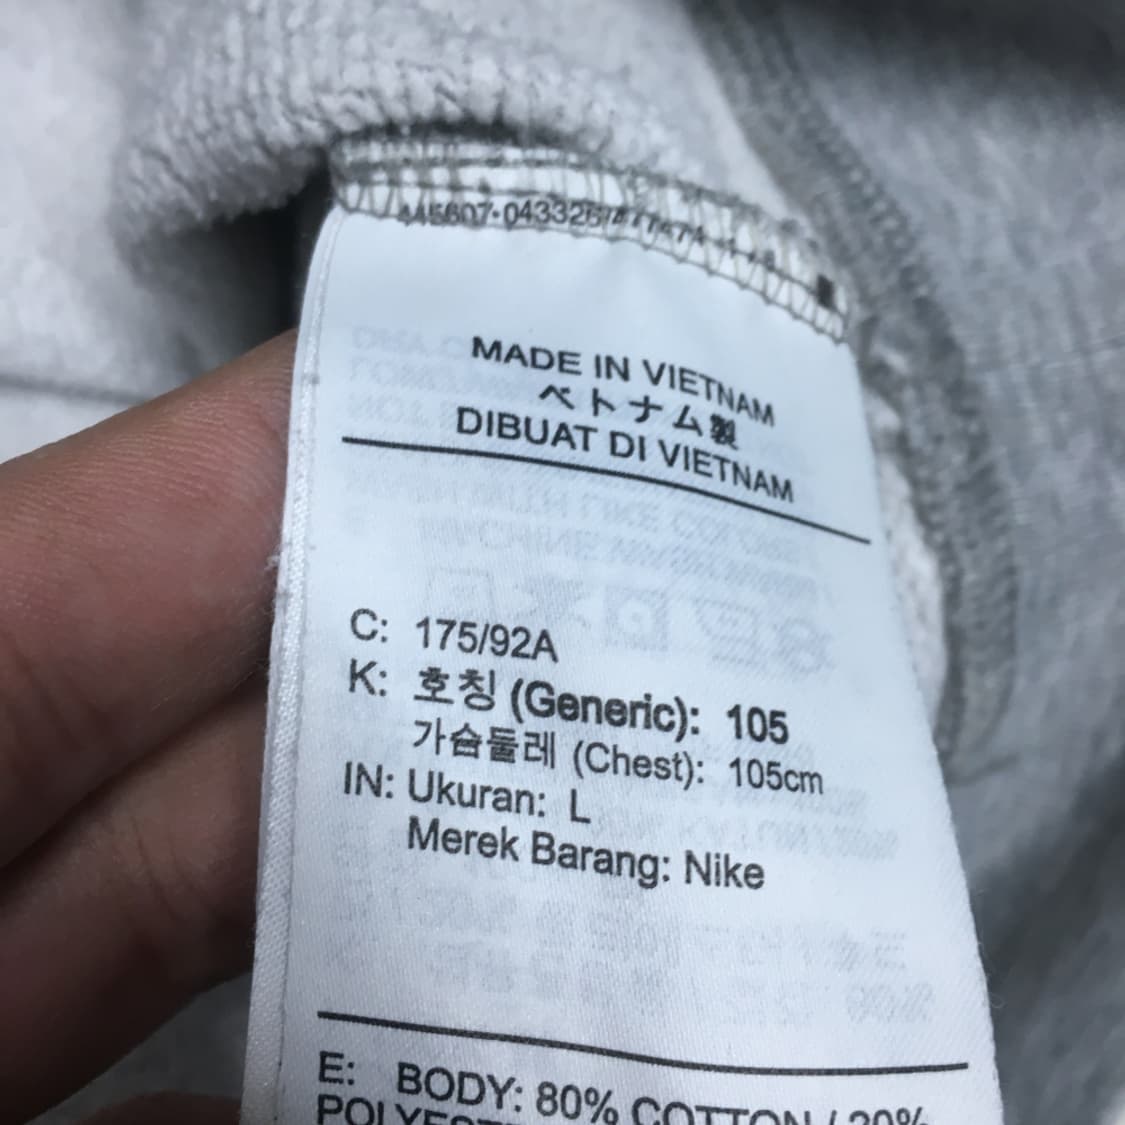 MADE IN VIETNAM
ベトナム製
DIBUAT DI VIETNAM
C: 175/92A
K: 호칭 (Generic): 105
가슴둘레 (Chest): 105cm
IN: Ukuran: L
Merek Barang: Nike
E: BODY: 80% COTTON / 20%